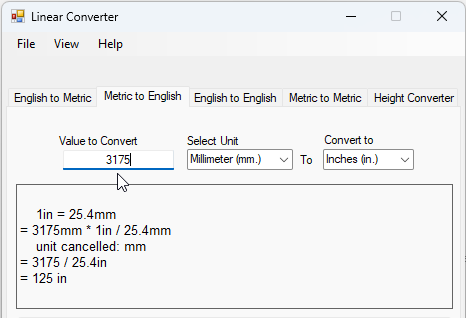 Linear Converter
File View Help
English to Metric Metric to English English to English Metric to Metric Height Converter
Value to Convert Select Unit Convert to
3175 Millimeter (mm.) To Inches (in.)
1in = 25.4mm
= 3175mm * 1in / 25.4mm
unit cancelled: mm
= 3175 / 25.4in
= 125 in